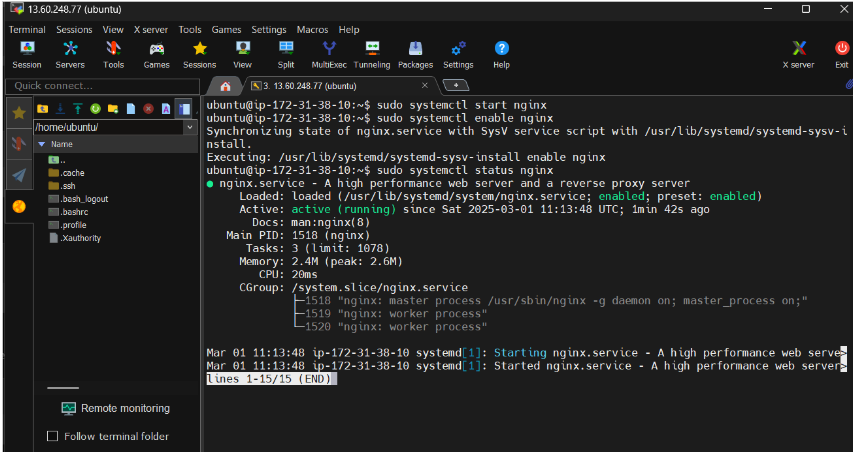 13.60.248.77 (ubuntu)
Terminal Sessions View X server Tools Games Settings Macros Help
Session Servers Tools Games Sessions View Split MultiExec Tunneling Packages Settings Help X server Exit
Quick connect...
3. 13.60.248.77 (ubuntu)
/home/ubuntu/
Name
..
.cache
.ssh
.bash_logout
.bashrc
.profile
.Xauthority
Remote monitoring
Follow terminal folder
ubuntu@ip-172-31-38-10:~$ sudo systemctl start nginx
ubuntu@ip-172-31-38-10:~$ sudo systemctl enable nginx
Synchronizing state of nginx.service with SysV service script with /usr/lib/systemd/systemd-sysv-i
nstall.
Executing: /usr/lib/systemd/systemd-sysv-install enable nginx
ubuntu@ip-172-31-38-10:~$ sudo systemctl status nginx
● nginx.service - A high performance web server and a reverse proxy server
Loaded: loaded (/usr/lib/systemd/system/nginx.service; enabled; preset: enabled)
Active: active (running) since Sat 2025-03-01 11:13:48 UTC; 1min 42s ago
Docs: man:nginx(8)
Main PID: 1518 (nginx)
Tasks: 3 (limit: 1078)
Memory: 2.4M (peak: 2.6M)
CPU: 20ms
CGroup: /system.slice/nginx.service
├─1518 "nginx: master process /usr/sbin/nginx -g daemon on; master_process on;"
├─1519 "nginx: worker process"
└─1520 "nginx: worker process"
Mar 01 11:13:48 ip-172-31-38-10 systemd[1]: Starting nginx.service - A high performance web serve>
Mar 01 11:13:48 ip-172-31-38-10 systemd[1]: Started nginx.service - A high performance web server>
lines 1-15/15 (END)